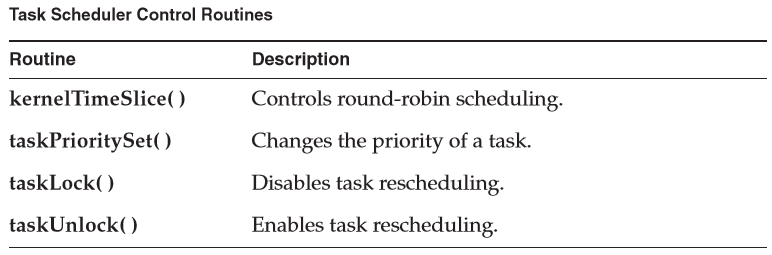 Task Scheduler Control Routines
Routine Description
kernelTimeSlice( ) Controls round-robin scheduling.
taskPrioritySet( ) Changes the priority of a task.
taskLock( ) Disables task rescheduling.
taskUnlock( ) Enables task rescheduling.